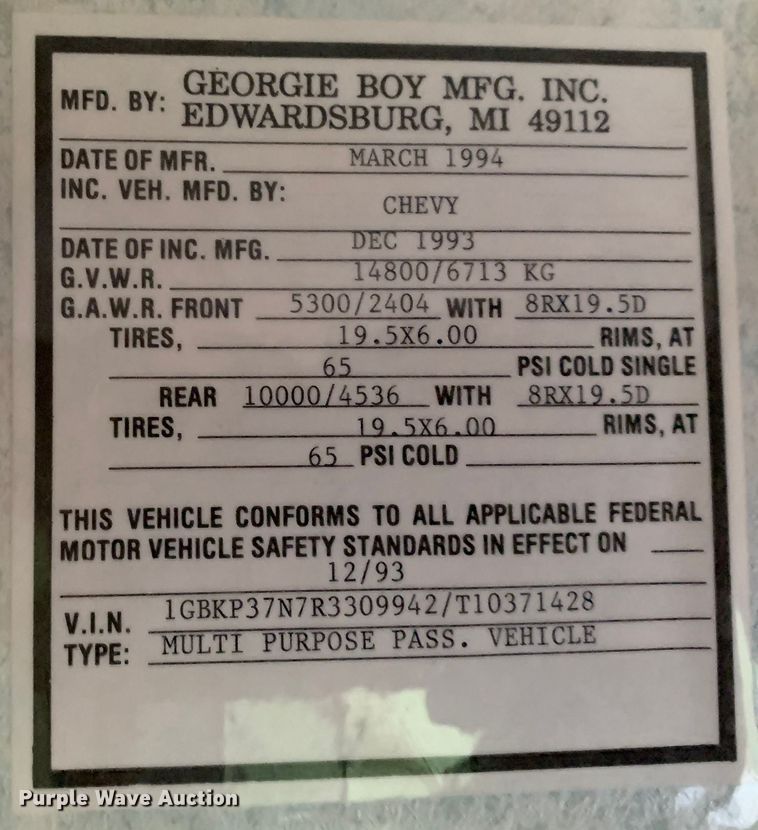 MFD. BY: GEORGIE BOY MFG. INC.
EDWARDSBURG, MI 49112
DATE OF MFR. MARCH 1994
INC. VEH. MFD. BY:
CHEVY
DATE OF INC. MFG. DEC 1993
G.V.W.R. 14800/6713 KG
G.A.W.R. FRONT 5300/2404 WITH 8RX19.5D
TIRES, 19.5X6.00 RIMS, AT
65 PSI COLD SINGLE
REAR 10000/4536 WITH 8RX19.5D
TIRES, 19.5X6.00 RIMS, AT
65 PSI COLD
THIS VEHICLE CONFORMS TO ALL APPLICABLE FEDERAL
MOTOR VEHICLE SAFETY STANDARDS IN EFFECT ON
12/93
V.I.N. 1GBKP37N7R3309942/T10371428
TYPE: MULTI PURPOSE PASS. VEHICLE
Purple Wave Auction